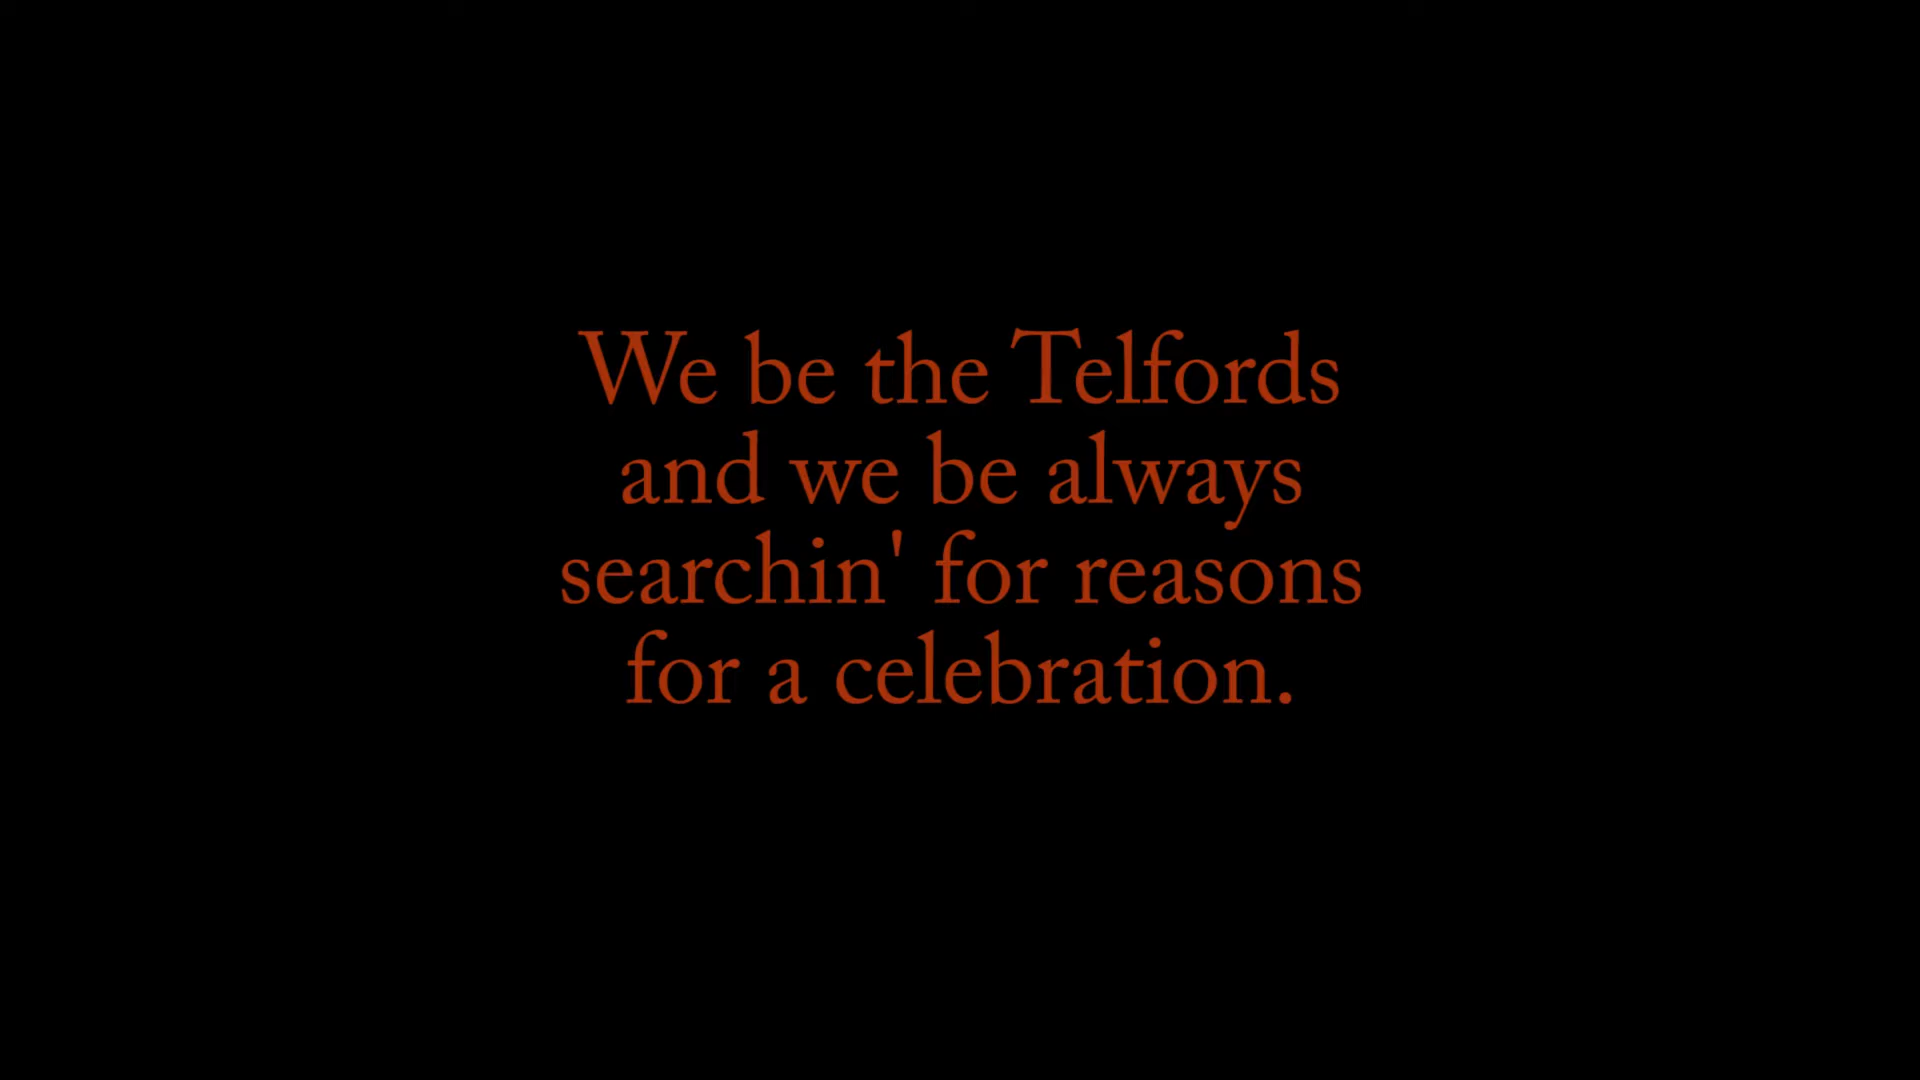 We be the Telfords
and we be always
searchin' for reasons
for a celebration.